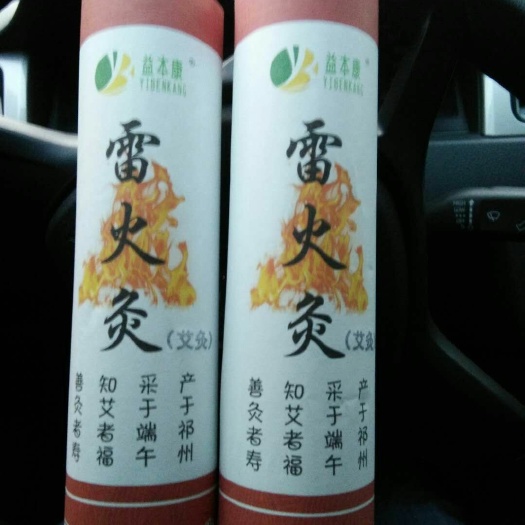 益本康
YIBENKANG
雷火灸
(艾灸)
产于祁州
采于端午
知艾者福
善灸者寿
益本康
YIBENKANG
雷火灸
(艾灸
产于祁州
采于端午
知艾者福
善灸者寿